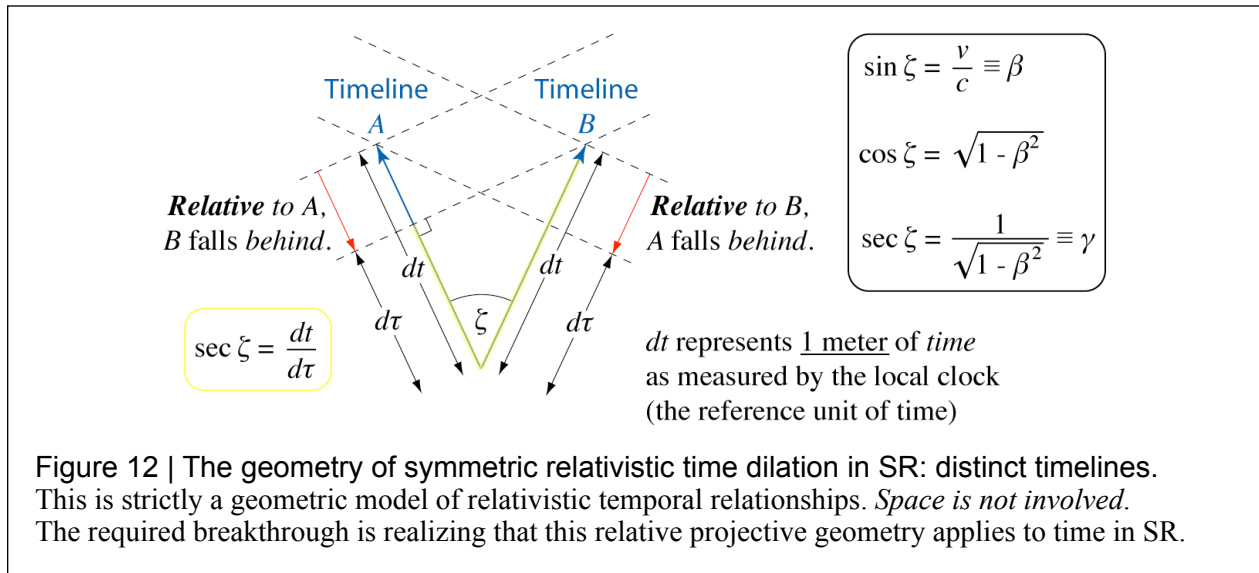 Timeline A
Timeline B
Relative to A,
B falls behind.
Relative to B,
A falls behind.
dt
dt
dτ
dτ
ζ
sec ζ = dt / dτ
sin ζ = v / c ≡ β
cos ζ = √(1 - β²)
sec ζ = 1 / √(1 - β²) ≡ γ
dt represents 1 meter of time
as measured by the local clock
(the reference unit of time)
Figure 12 | The geometry of symmetric relativistic time dilation in SR: distinct timelines.
This is strictly a geometric model of relativistic temporal relationships. Space is not involved.
The required breakthrough is realizing that this relative projective geometry applies to time in SR.